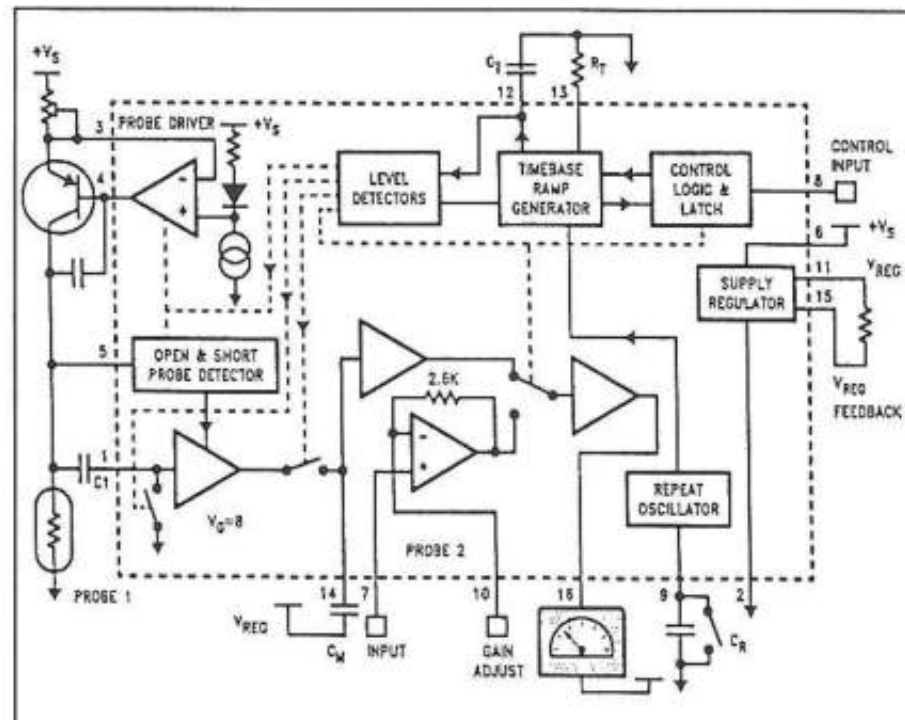 +VS
CT
RT
12
13
PROBE DRIVER
+VS
3
4
LEVEL
DETECTORS
TIMEBASE
RAMP
GENERATOR
CONTROL
LOGIC &
LATCH
CONTROL
INPUT
8
6
+VS
11
VREG
SUPPLY
REGULATOR
15
5
OPEN & SHORT
PROBE DETECTOR
VREG
FEEDBACK
2.6K
1
C1
VG=8
REPEAT
OSCILLATOR
PROBE 2
PROBE 1
14
7
10
16
9
2
VREG
CM
INPUT
GAIN
ADJUST
CR